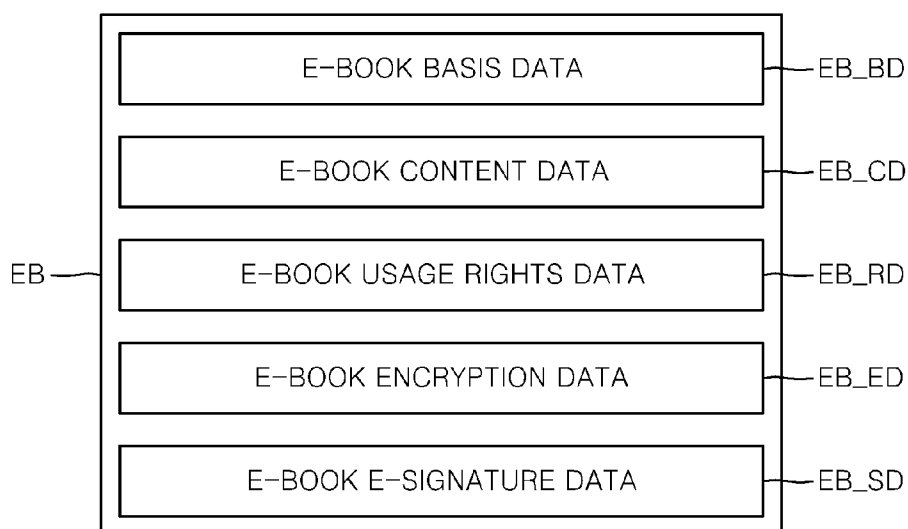 E-BOOK BASIS DATA EB_BD
E-BOOK CONTENT DATA EB_CD
EB E-BOOK USAGE RIGHTS DATA EB_RD
E-BOOK ENCRYPTION DATA EB_ED
E-BOOK E-SIGNATURE DATA EB_SD